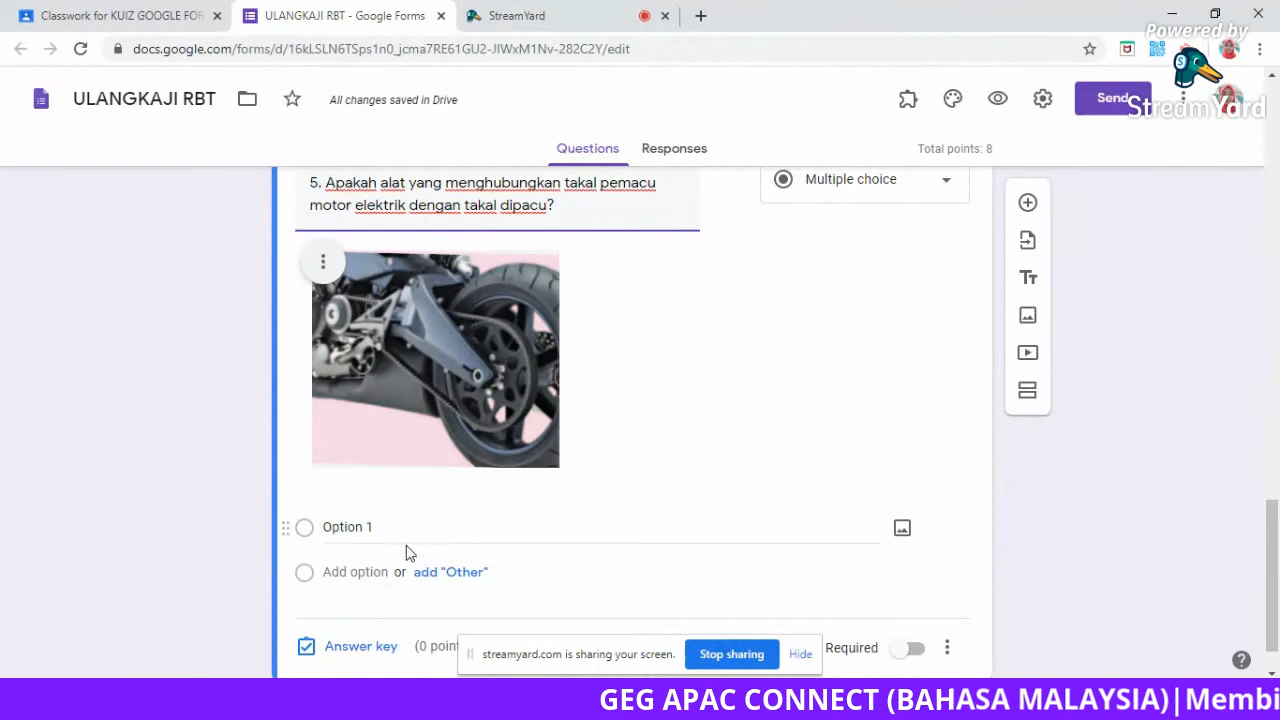 Classwork for KUIZ GOOGLE FOR
ULANGKAJI RBT - Google Forms
StreamYard
docs.google.com/forms/d/16kLSLN6TSps1n0_jcma7RE61GU2-JIWxM1Nv-282C2Y/edit
Powered by
StreamYard
ULANGKAJI RBT
All changes saved in Drive
Send
Questions
Responses
Total points: 8
5. Apakah alat yang menghubungkan takal pemacu
motor elektrik dengan takal dipacu?
Multiple choice
Option 1
Add option or add "Other"
Answer key
(0 point
streamyard.com is sharing your screen.
Stop sharing
Hide
Required
GEG APAC CONNECT (BAHASA MALAYSIA)|Membi